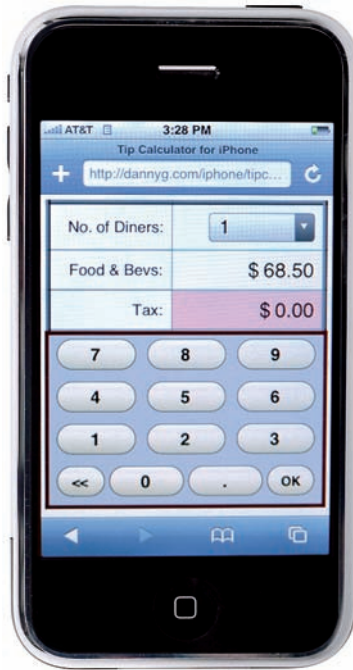 AT&T 3:28 PM
Tip Calculator for iPhone
http://dannyg.com/iphone/tipc...
No. of Diners: 1
Food & Bevs: $ 68.50
Tax: $ 0.00
7 8 9
4 5 6
1 2 3
<< 0 . OK